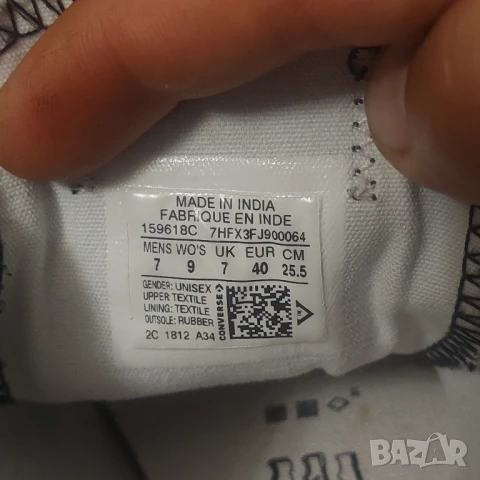 MADE IN INDIA
FABRIQUE EN INDE
159618C 7HFX3FJ900064
MENS WO'S UK EUR CM
7 9 7 40 25.5
GENDER: UNISEX
UPPER TEXTILE
LINING: TEXTILE
OUTSOLE: RUBBER
2C 1812 A34
CONVERSE
BAZAR